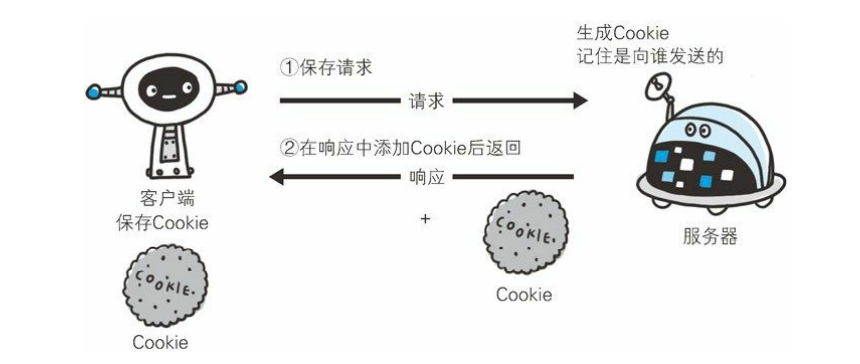 生成Cookie
记住是向谁发送的
①保存请求
请求
②在响应中添加Cookie后返回
响应
客户端
保存Cookie
+
COOKIE.
Cookie
服务器
COOKIE.
Cookie